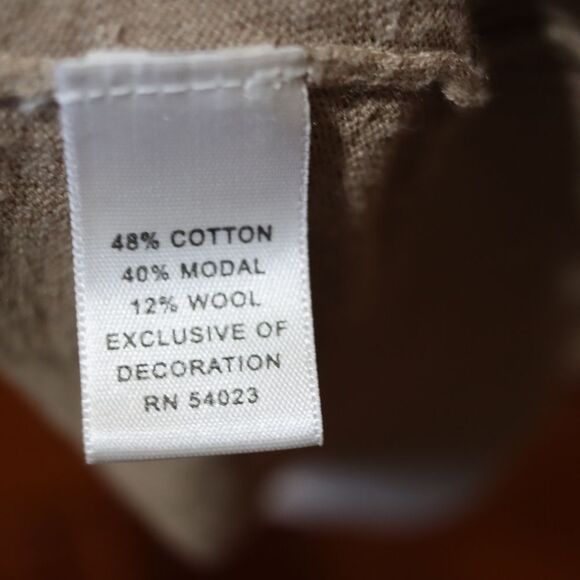 48% COTTON
40% MODAL
12% WOOL
EXCLUSIVE OF
DECORATION
RN 54023